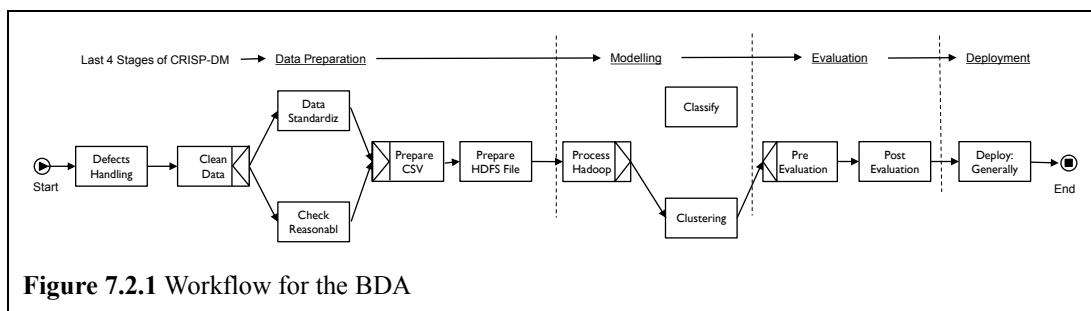 Last 4 Stages of CRISP-DM
Data Preparation
Modelling
Evaluation
Deployment
Data
Standardiz
Classify
Start
Defects
Handling
Clean
Data
Prepare
CSV
Prepare
HDFS File
Process
Hadoop
Pre
Evaluation
Post
Evaluation
Deploy:
Generally
End
Check
Reasonabl
Clustering
Figure 7.2.1 Workflow for the BDA